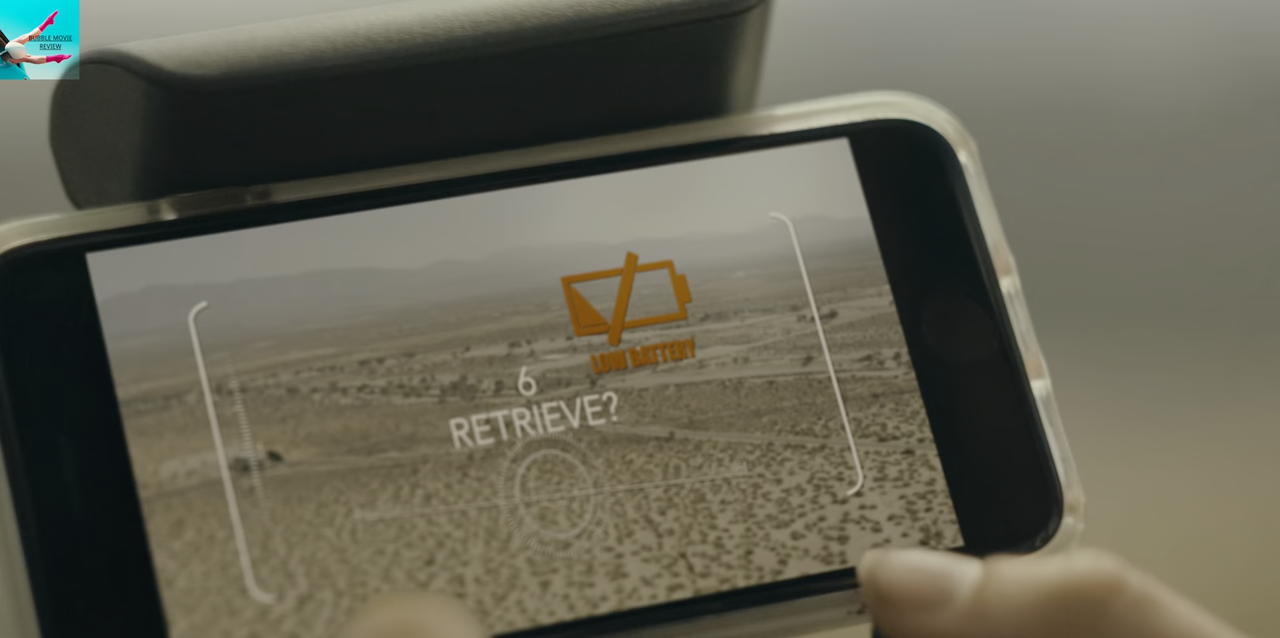 BUBBLE MOVIE
REVIEW
LOW BATTERY
6
RETRIEVE?